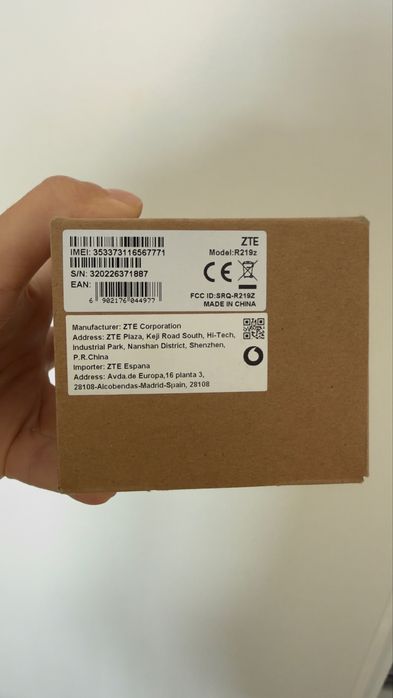 ZTE
IMEI: 353373116567771
Model:R219z
S/N: 320226371887
EAN:
6 902176 044977
FCC ID:SRQ-R219Z
MADE IN CHINA
Manufacturer: ZTE Corporation
Address: ZTE Plaza, Keji Road South, Hi-Tech,
Industrial Park, Nanshan District, Shenzhen,
P.R.China
Importer: ZTE Espana
Address: Avda.de Europa,16 planta 3,
28108-Alcobendas-Madrid-Spain, 28108